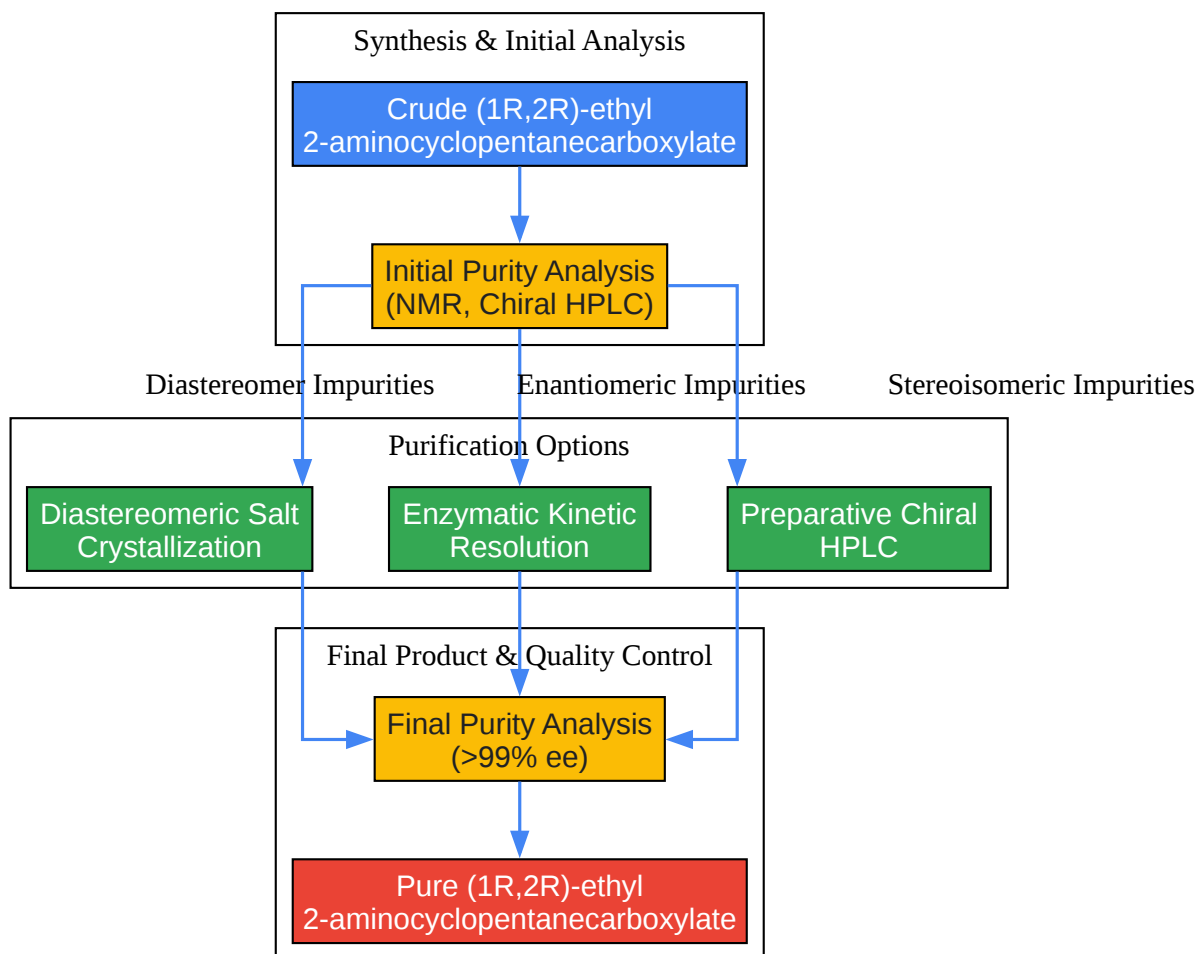 Synthesis & Initial Analysis
Crude (1R,2R)-ethyl
2-aminocyclopentanecarboxylate
Initial Purity Analysis
(NMR, Chiral HPLC)
Diastereomer Impurities
Enantiomeric Impurities
Stereoisomeric Impurities
Purification Options
Diastereomeric Salt
Crystallization
Enzymatic Kinetic
Resolution
Preparative Chiral
HPLC
Final Product & Quality Control
Final Purity Analysis
(>99% ee)
Pure (1R,2R)-ethyl
2-aminocyclopentanecarboxylate